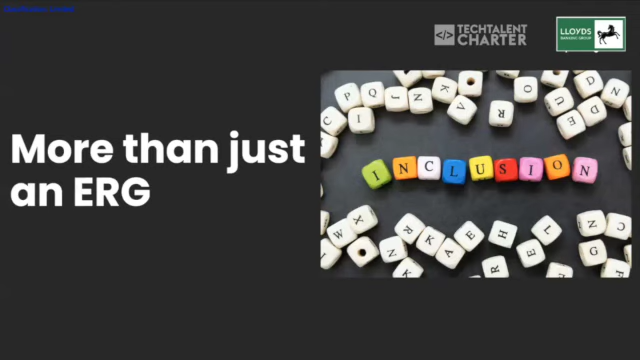 TECHTALENT
CHARTER
LLOYDS
BANKING GROUP
More than just
an ERG
INCLUSION